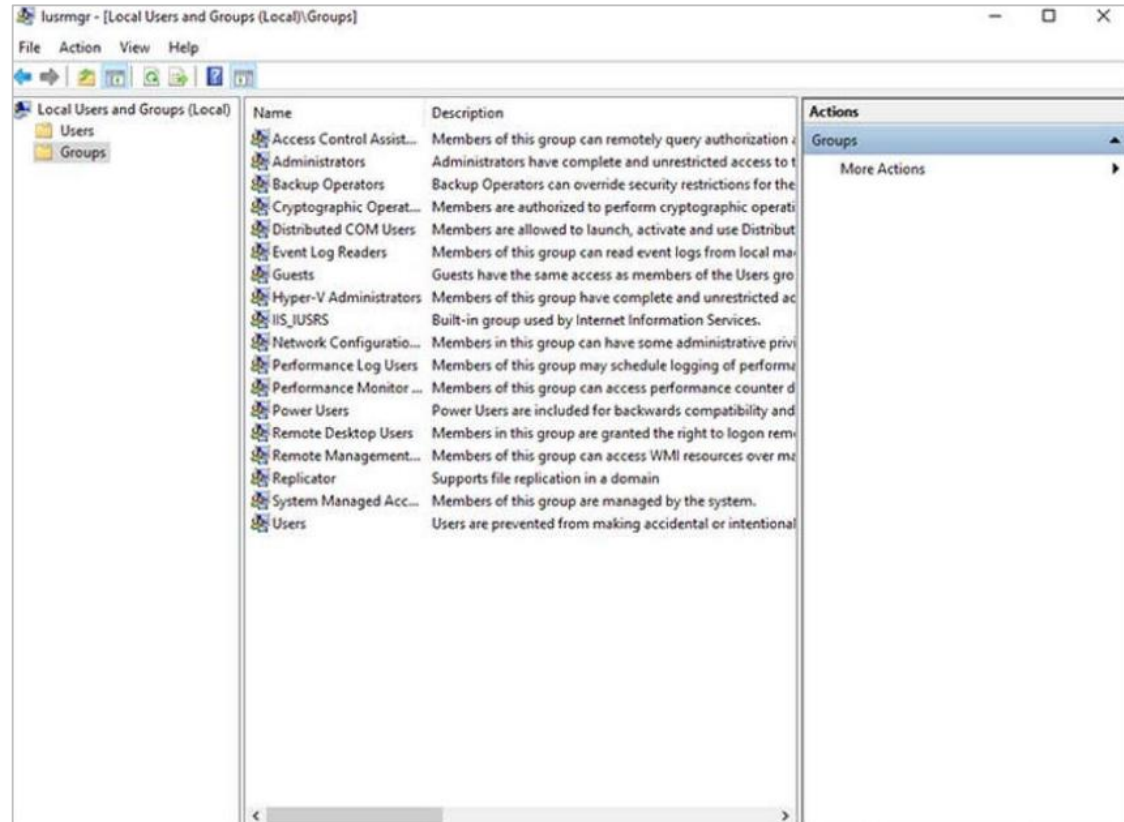 lusrmgr - [Local Users and Groups (Local)\Groups]
File Action View Help
Local Users and Groups (Local)
Users
Groups
Name Description
Access Control Assist... Members of this group can remotely query authorization a
Administrators Administrators have complete and unrestricted access to t
Backup Operators Backup Operators can override security restrictions for the
Cryptographic Operat... Members are authorized to perform cryptographic operati
Distributed COM Users Members are allowed to launch, activate and use Distribut
Event Log Readers Members of this group can read event logs from local ma
Guests Guests have the same access as members of the Users gro
Hyper-V Administrators Members of this group have complete and unrestricted ac
IIS_IUSRS Built-in group used by Internet Information Services.
Network Configuratio... Members in this group can have some administrative privi
Performance Log Users Members of this group may schedule logging of performa
Performance Monitor ... Members of this group can access performance counter d
Power Users Power Users are included for backwards compatibility and
Remote Desktop Users Members in this group are granted the right to logon rem
Remote Management... Members of this group can access WMI resources over ma
Replicator Supports file replication in a domain
System Managed Acc... Members of this group are managed by the system.
Users Users are prevented from making accidental or intentional
Actions
Groups
More Actions